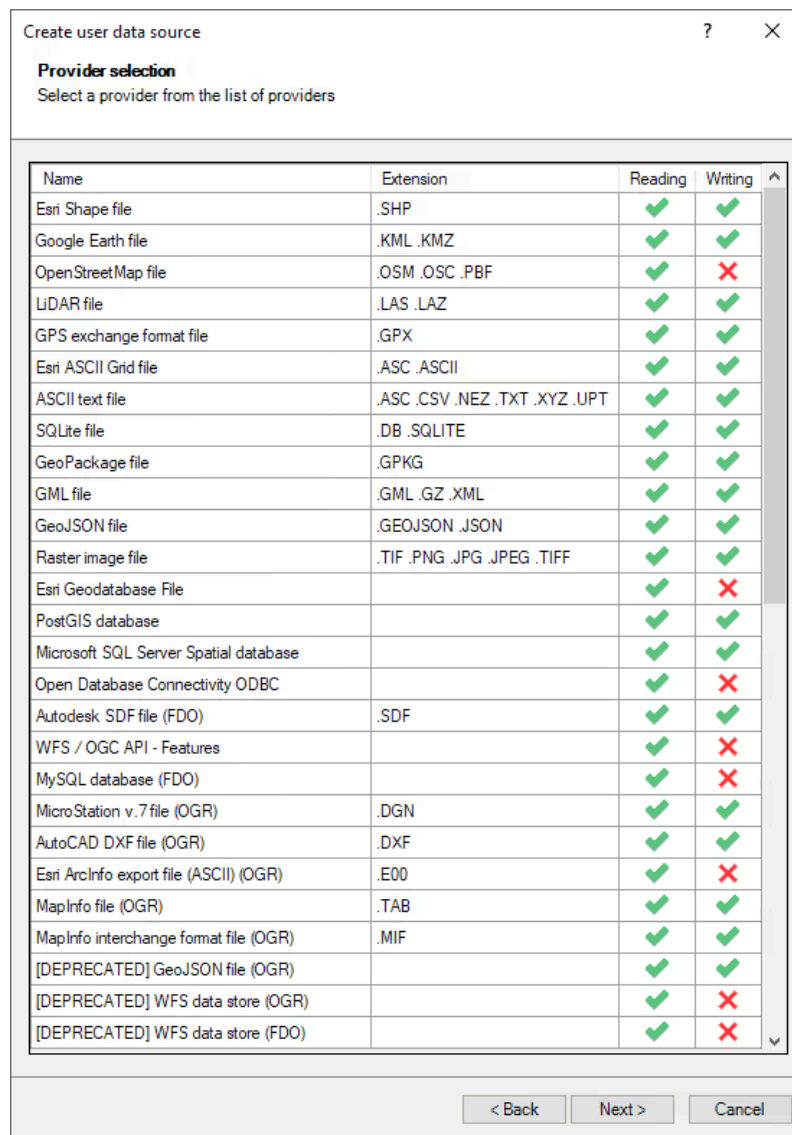 Create user data source ?
Provider selection
Select a provider from the list of providers
Name Extension Reading Writing
Esri Shape file .SHP
Google Earth file .KML .KMZ
OpenStreetMap file .OSM .OSC .PBF
LiDAR file .LAS .LAZ
GPS exchange format file .GPX
Esri ASCII Grid file .ASC .ASCII
ASCII text file .ASC .CSV .NEZ .TXT .XYZ .UPT
SQLite file .DB .SQLITE
GeoPackage file .GPKG
GML file .GML .GZ .XML
GeoJSON file .GEOJSON .JSON
Raster image file .TIF .PNG .JPG .JPEG .TIFF
Esri Geodatabase File
PostGIS database
Microsoft SQL Server Spatial database
Open Database Connectivity ODBC
Autodesk SDF file (FDO) .SDF
WFS / OGC API - Features
MySQL database (FDO)
MicroStation v.7 file (OGR) .DGN
AutoCAD DXF file (OGR) .DXF
Esri ArcInfo export file (ASCII) (OGR) .E00
MapInfo file (OGR) .TAB
MapInfo interchange format file (OGR) .MIF
[DEPRECATED] GeoJSON file (OGR)
[DEPRECATED] WFS data store (OGR)
[DEPRECATED] WFS data store (FDO)
< Back Next > Cancel